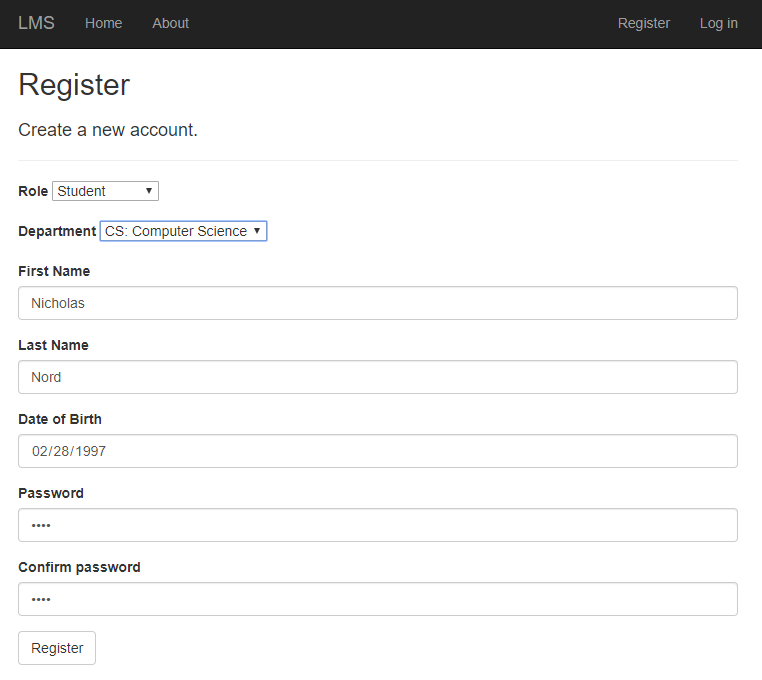 LMS Home About Register Log in
Register
Create a new account.
Role Student
Department CS: Computer Science
First Name
Nicholas
Last Name
Nord
Date of Birth
02/28/1997
Password
••••
Confirm password
••••
Register